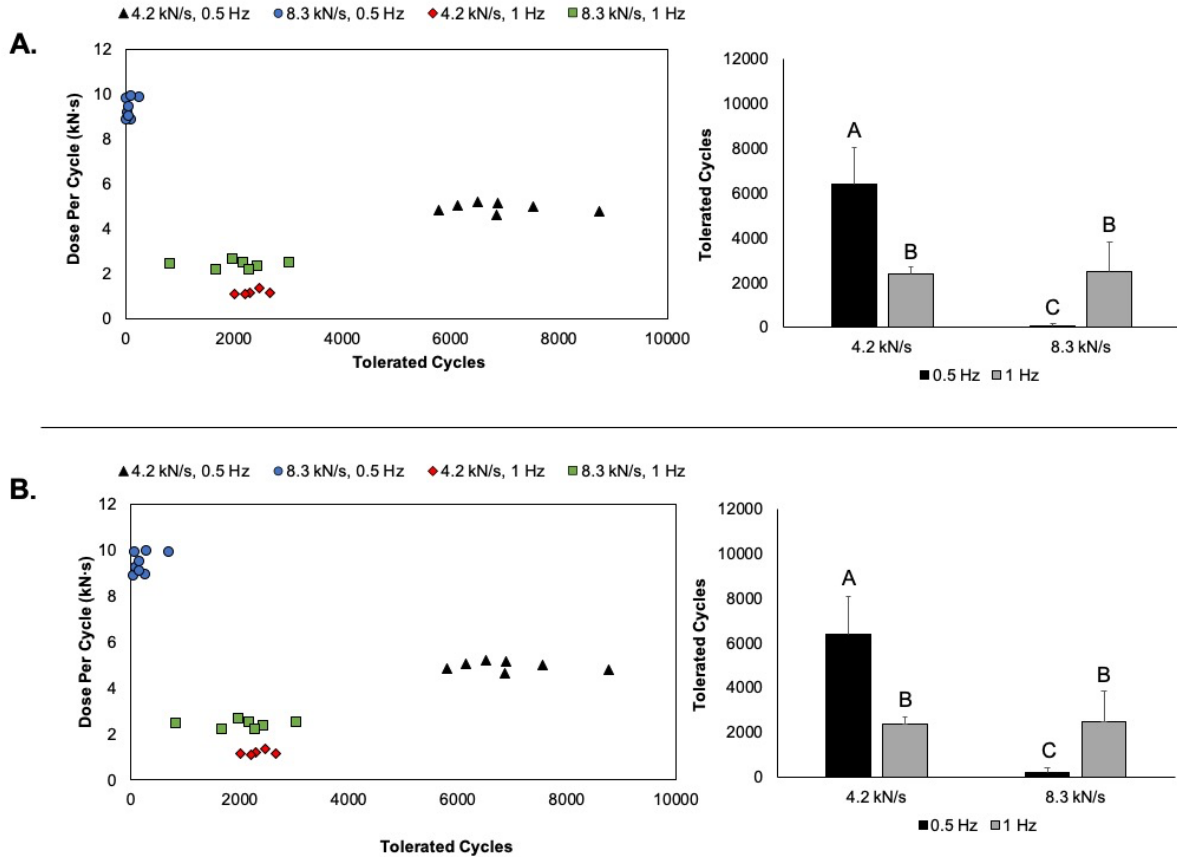 ▲4.2 kN/s, 0.5 Hz ●8.3 kN/s, 0.5 Hz ◆4.2 kN/s, 1 Hz ■8.3 kN/s, 1 Hz
A.
12
10
8
6
4
2
0
Dose Per Cycle (kN·s)
0 2000 4000 6000 8000 10000
Tolerated Cycles
12000
10000
8000
6000
4000
2000
0
Tolerated Cycles
A
B
C
B
4.2 kN/s 8.3 kN/s
■0.5 Hz ■1 Hz
▲4.2 kN/s, 0.5 Hz ●8.3 kN/s, 0.5 Hz ◆4.2 kN/s, 1 Hz ■8.3 kN/s, 1 Hz
B.
12
10
8
6
4
2
0
Dose Per Cycle (kN·s)
0 2000 4000 6000 8000 10000
Tolerated Cycles
12000
10000
8000
6000
4000
2000
0
Tolerated Cycles
A
B
C
B
4.2 kN/s 8.3 kN/s
■0.5 Hz ■1 Hz